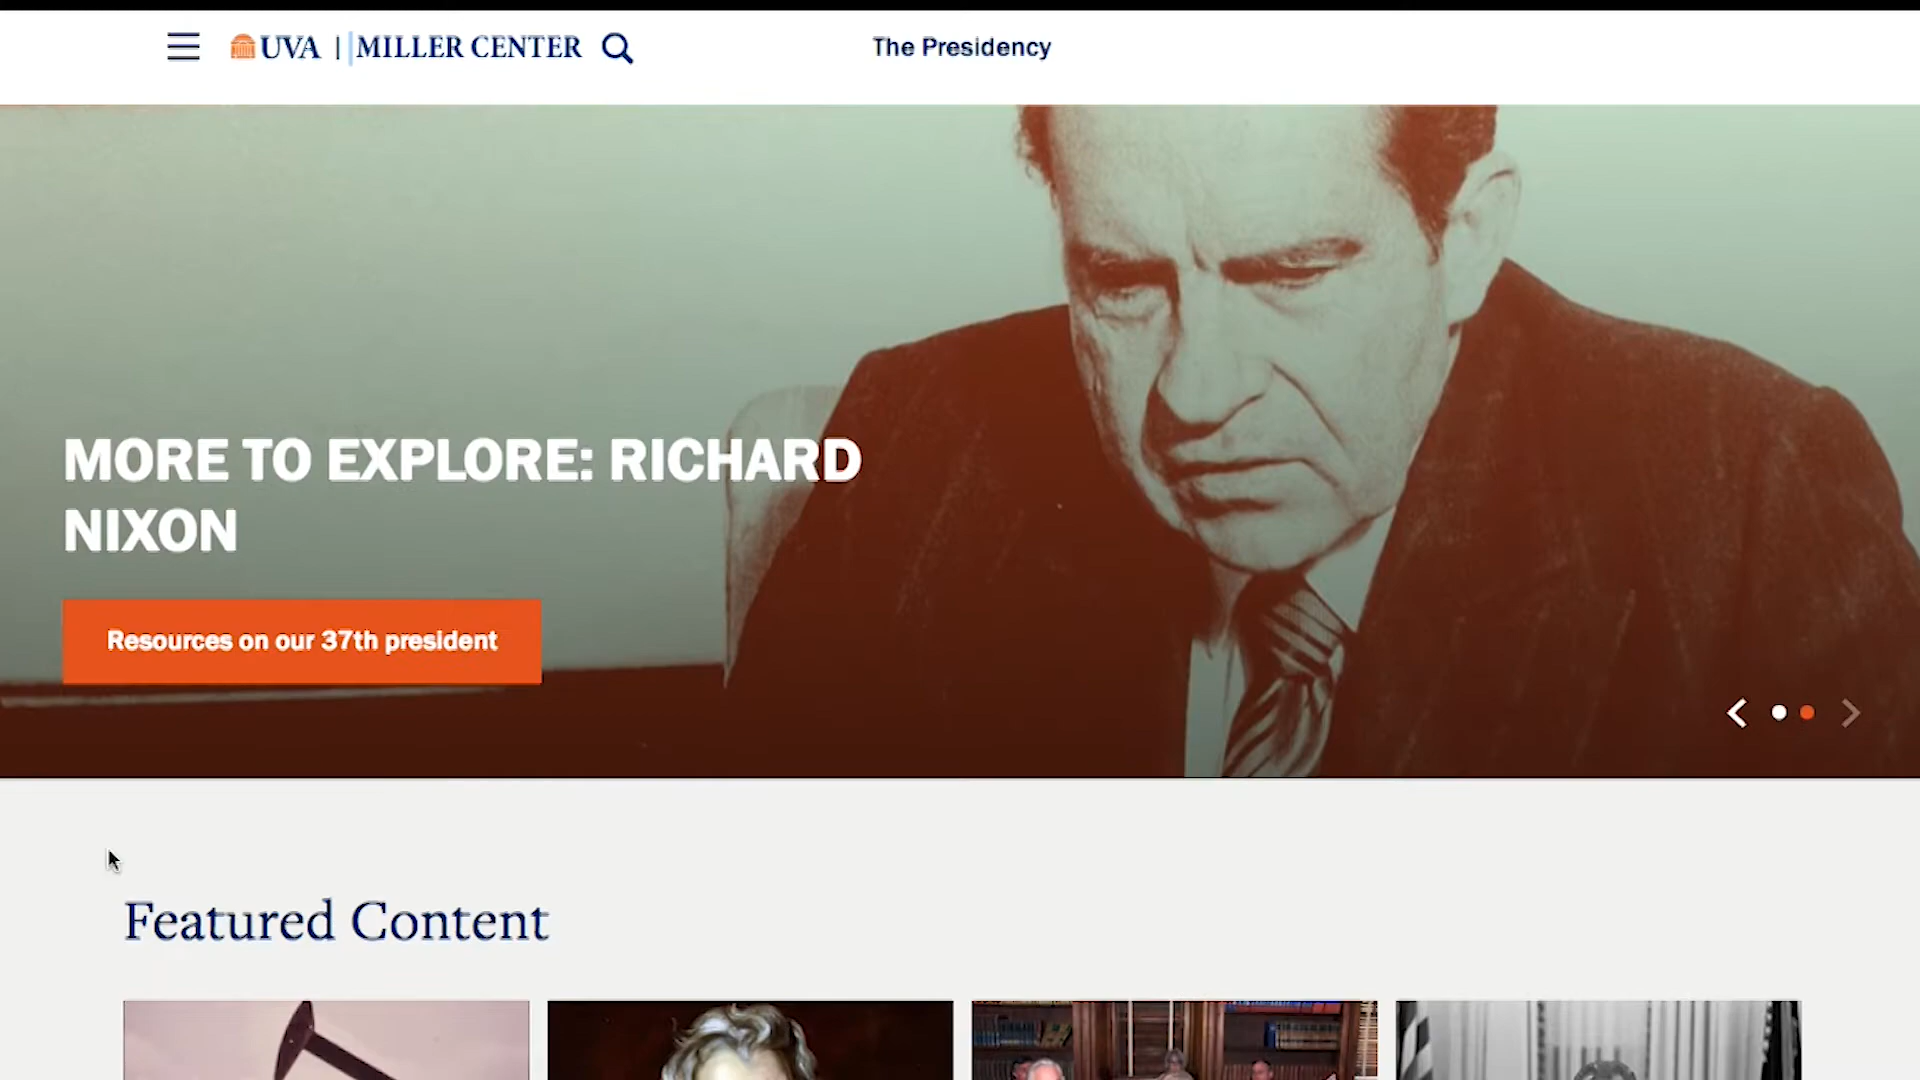 UVA | MILLER CENTER
The Presidency
MORE TO EXPLORE: RICHARD
NIXON
Resources on our 37th president
Featured Content